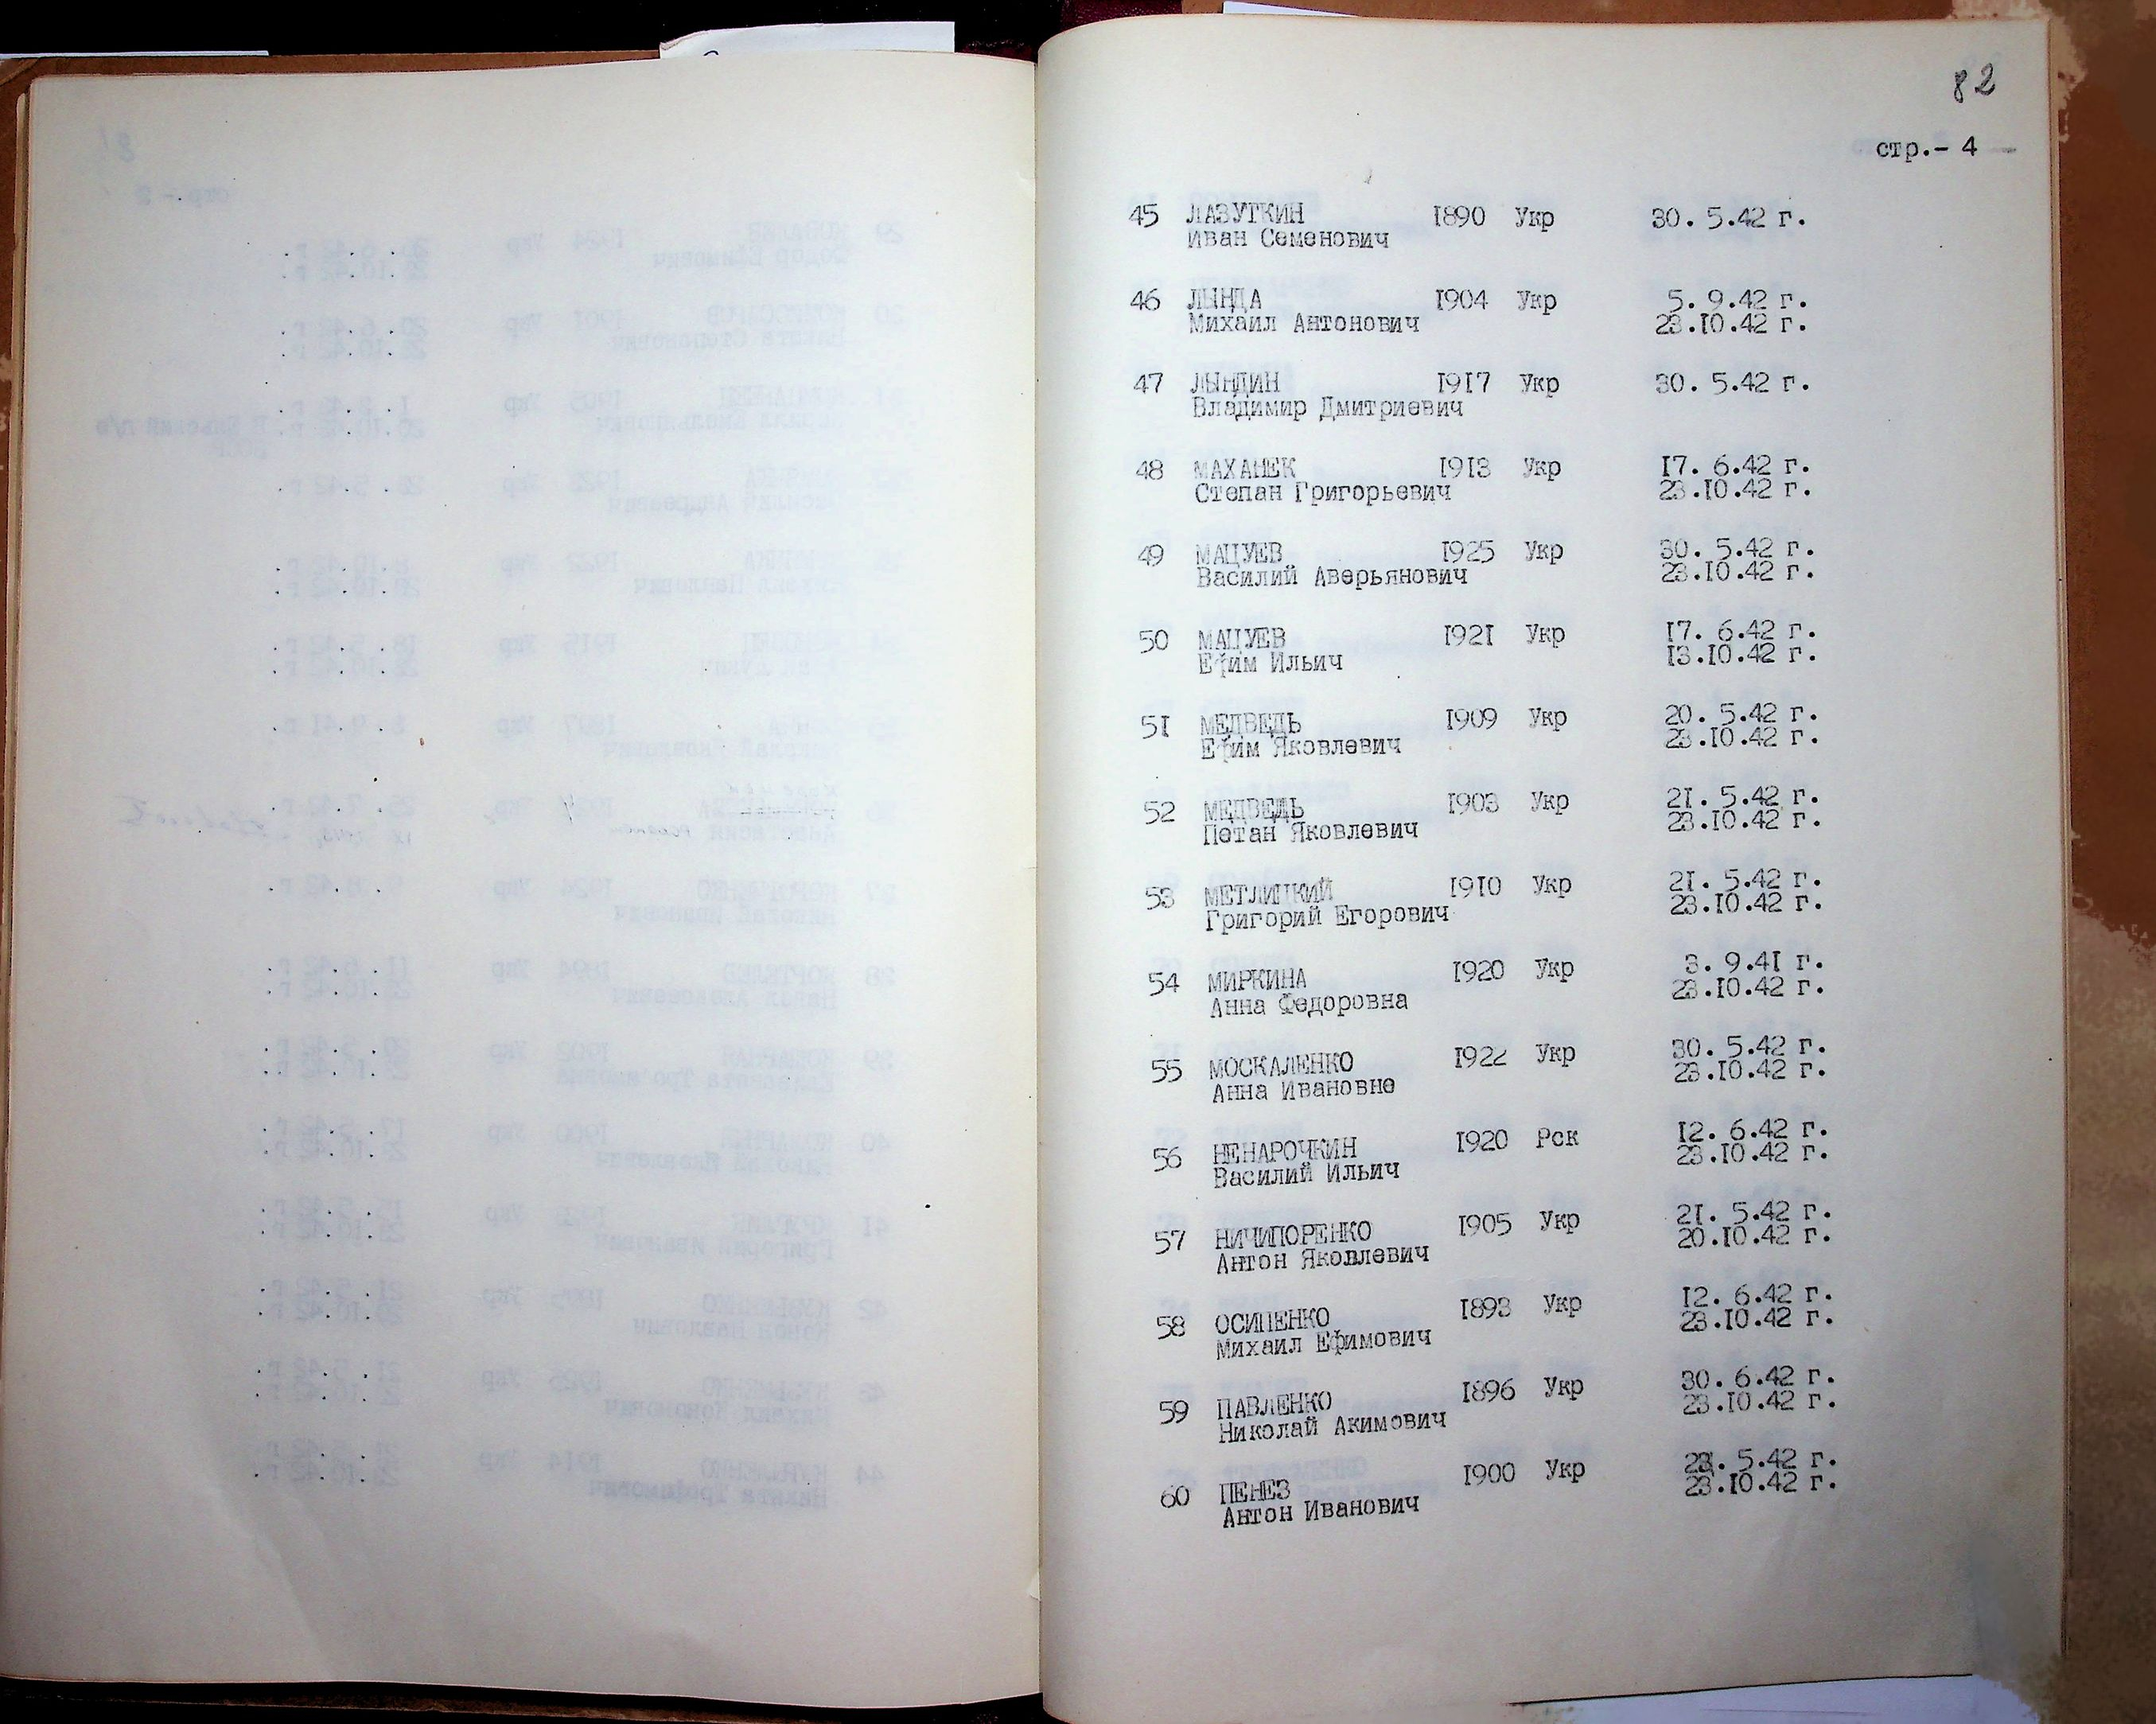 82
стр.- 4
45 ЛАЗУТКИН 1890 Укр 30. 5.42 г.
Иван Семенович
46 ЛЫНДА 1904 Укр 5. 9.42 г.
Михаил Антонович 23.10.42 г.
47 ЛЫНДИН 1917 Укр 30. 5.42 г.
Владимир Дмитриевич
48 МАХАНЕК 1913 Укр 17. 6.42 г.
Степан Григорьевич 23.10.42 г.
49 МАЦУЕВ 1925 Укр 30. 5.42 г.
Василий Аверьянович 23.10.42 г.
50 МАЦУЕВ 1921 Укр 17. 6.42 г.
Ефим Ильич 13.10.42 г.
51 МЕДВЕДЬ 1909 Укр 20. 5.42 г.
Ефим Яковлевич 23.10.42 г.
52 МЕДВЕДЬ 1903 Укр 21. 5.42 г.
Петан Яковлевич 23.10.42 г.
53 МЕТЛИЦКИЙ 1910 Укр 21. 5.42 г.
Григорий Егорович 23.10.42 г.
54 МИРКИНА 1920 Укр 3. 9.41 г.
Анна Федоровна 23.10.42 г.
55 МОСКАЛЕНКО 1922 Укр 30. 5.42 г.
Анна Ивановне 23.10.42 г.
56 НЕНАРОЧКИН 1920 Рск 12. 6.42 г.
Василий Ильич 23.10.42 г.
57 НИЧИПОРЕНКО 1905 Укр 21. 5.42 г.
Антон Яковлевич 20.10.42 г.
58 ОСИПЕНКО 1893 Укр 12. 6.42 г.
Михаил Ефимович 23.10.42 г.
59 ПАВЛЕНКО 1896 Укр 30. 6.42 г.
Николай Акимович 23.10.42 г.
60 ПЕНЕЗ 1900 Укр 5.42 г.
Антон Иванович 23.10.42 г.